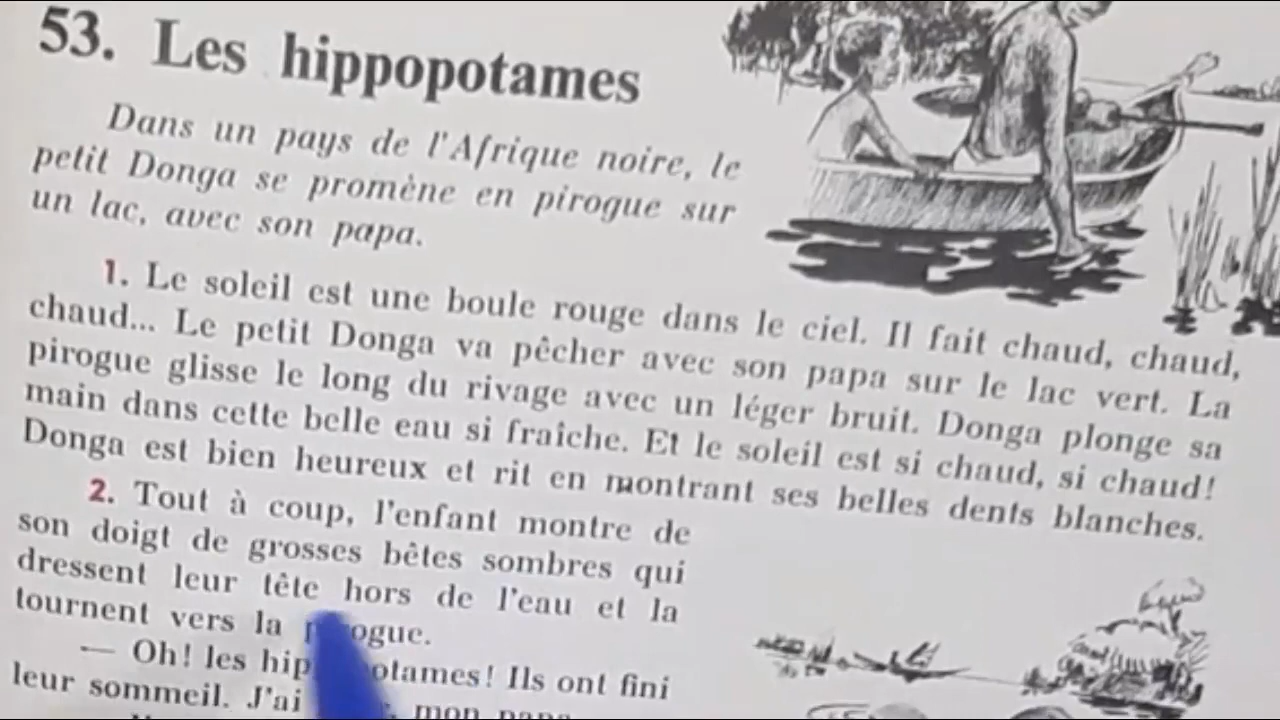 53. Les hippopotames
Dans un pays de l'Afrique noire, le
petit Donga se promène en pirogue sur
un lac, avec son papa.
1. Le soleil est une boule rouge dans le ciel. Il fait chaud, chaud,
chaud... Le petit Donga va pêcher avec son papa sur le lac vert. La
pirogue glisse le long du rivage avec un léger bruit. Donga plonge sa
main dans cette belle eau si fraîche. Et le soleil est si chaud, si chaud!
Donga est bien heureux et rit en montrant ses belles dents blanches.
2. Tout à coup, l'enfant montre de
son doigt de grosses bêtes sombres qui
dressent leur tête hors de l'eau et la
tournent vers la
— Oh! les hippopotames! Ils ont fini
leur sommeil. J'ai mon papa